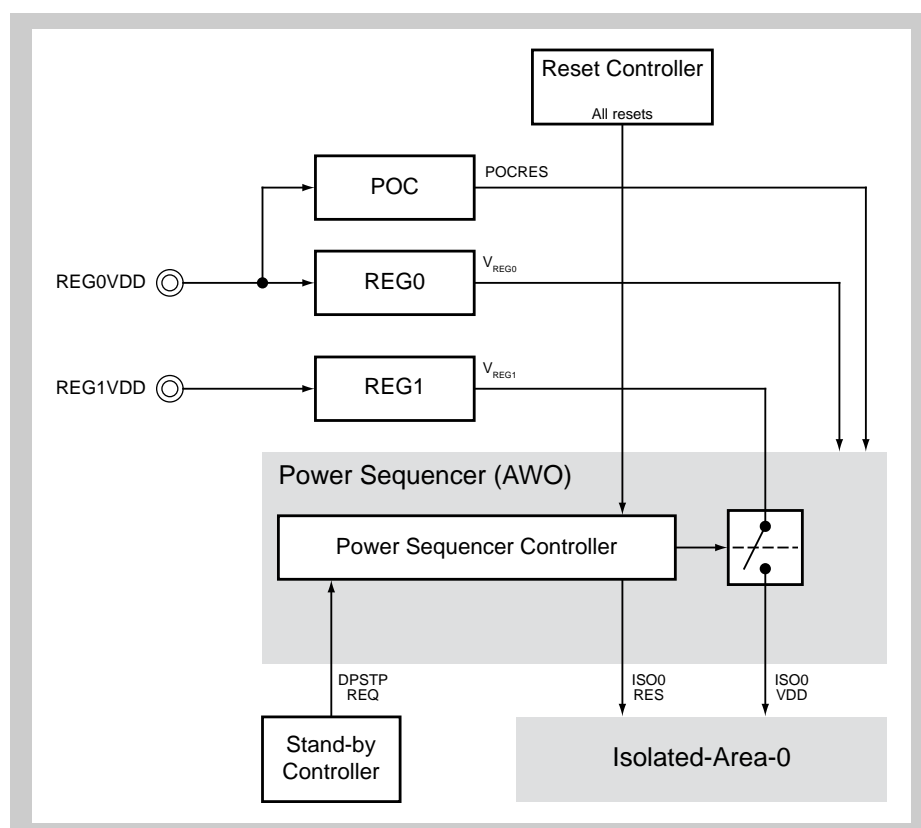 Reset Controller
All resets
POC
POCRES
REG0VDD
REG0
VREG0
REG1VDD
REG1
VREG1
Power Sequencer (AWO)
Power Sequencer Controller
DPSTP
REQ
ISO0
RES
ISO0
VDD
Stand-by
Controller
Isolated-Area-0